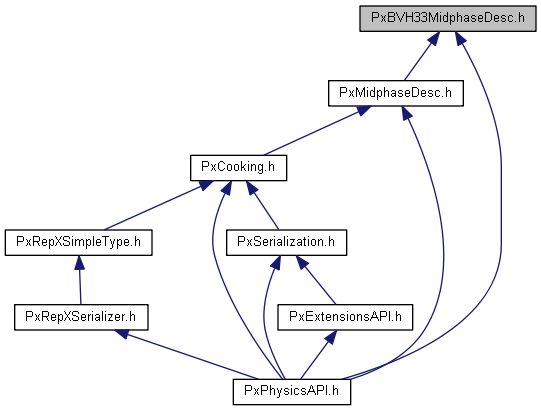 PxBVH33MidphaseDesc.h
PxMidphaseDesc.h
PxCooking.h
PxRepXSimpleType.h
PxSerialization.h
PxRepXSerializer.h
PxExtensionsAPI.h
PxPhysicsAPI.h